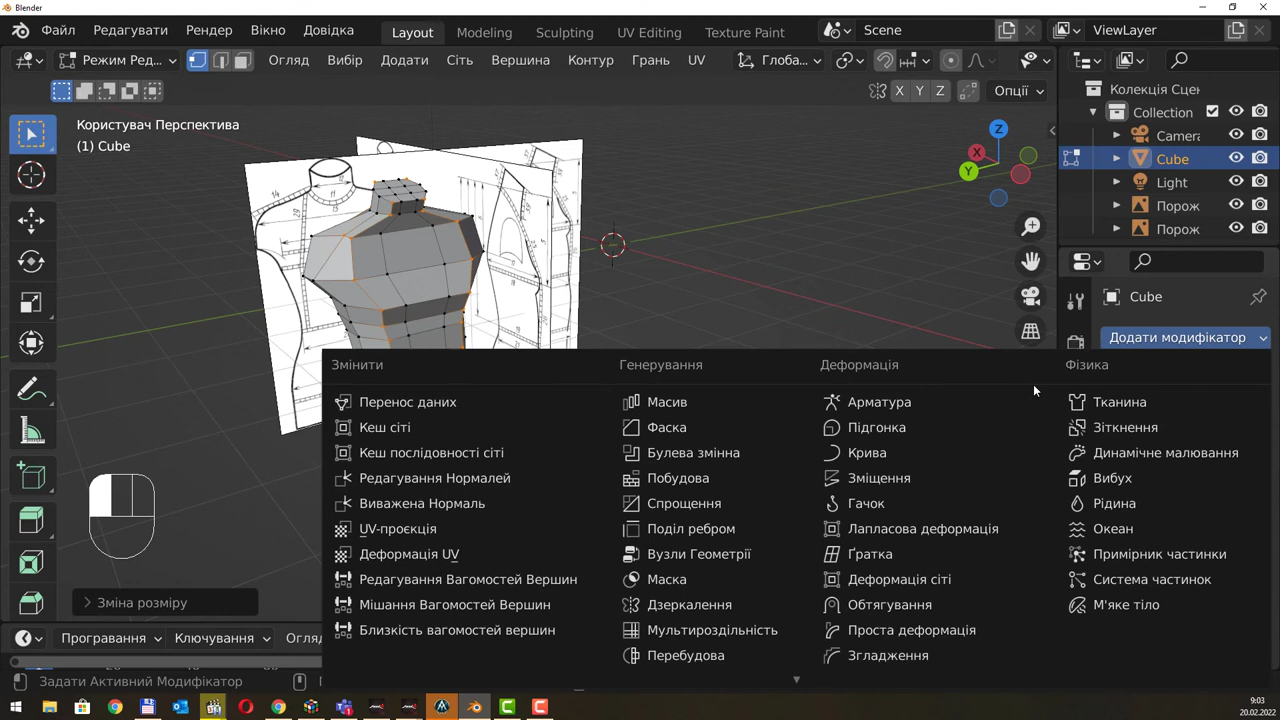 Blender
Файл Редагувати Рендер Вікно Довідка Layout Modeling Sculpting UV Editing Texture Paint Scene ViewLayer
Режим Ред... Огляд Вибір Додати Сіть Вершина Контур Грань UV Глоба...
X Y Z Опції
Користувач Перспектива
(1) Cube
Z
X
Y
Колекція Сцен
Collection
Camera
Cube
Light
Порож
Порож
Cube
Додати модифікатор
Змінити Генерування Деформація Фізика
Перенос даних Масив Арматура Тканина
Кеш сіті Фаска Підгонка Зіткнення
Кеш послідовності сіті Булева змінна Крива Динамічне малювання
Редагування Нормалей Побудова Зміщення Вибух
Виважена Нормаль Спрощення Гачок Рідина
UV-проєкція Поділ ребром Лапласова деформація Океан
Деформація UV Вузли Геометрії Ґратка Примірник частинки
Редагування Вагомостей Вершин Маска Деформація сіті Система частинок
Мішання Вагомостей Вершин Дзеркалення Обтягування М'яке тіло
Близкість вагомостей вершин Мультироздільність Проста деформація
Перебудова Згладження
Зміна розміру
Програвання Ключування Огляд
Задати Активний Модифікатор
9:03
20.02.2022